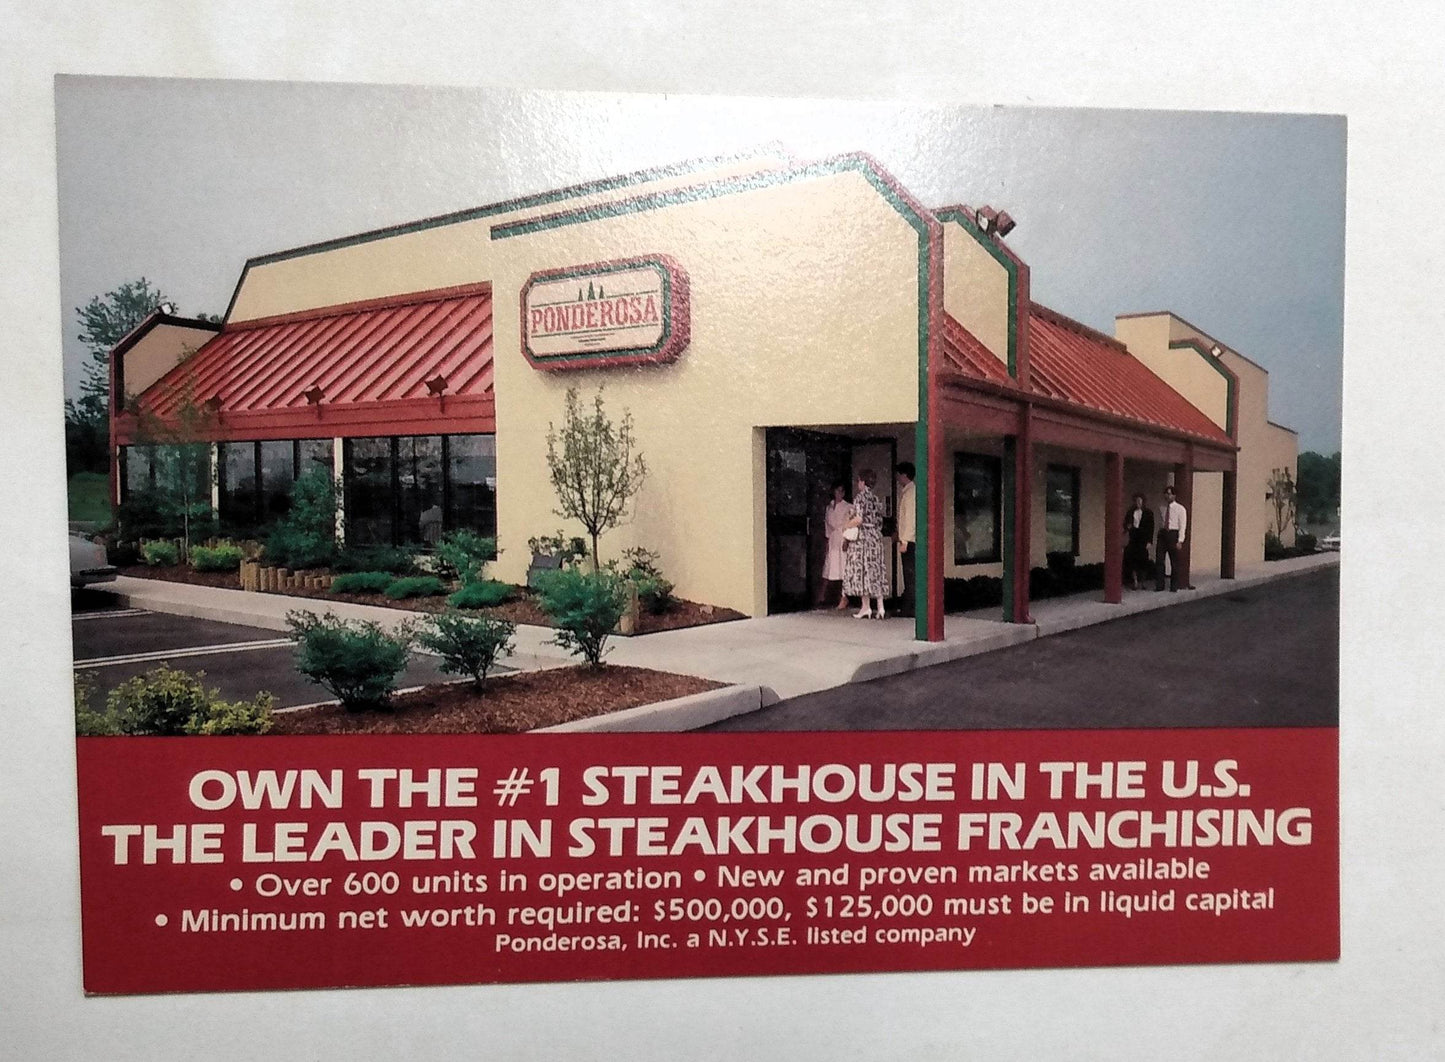 PONDEROSA
OWN THE #1 STEAKHOUSE IN THE U.S.
THE LEADER IN STEAKHOUSE FRANCHISING
• Over 600 units in operation • New and proven markets available
• Minimum net worth required: $500,000, $125,000 must be in liquid capital
Ponderosa, Inc. a N.Y.S.E. listed company